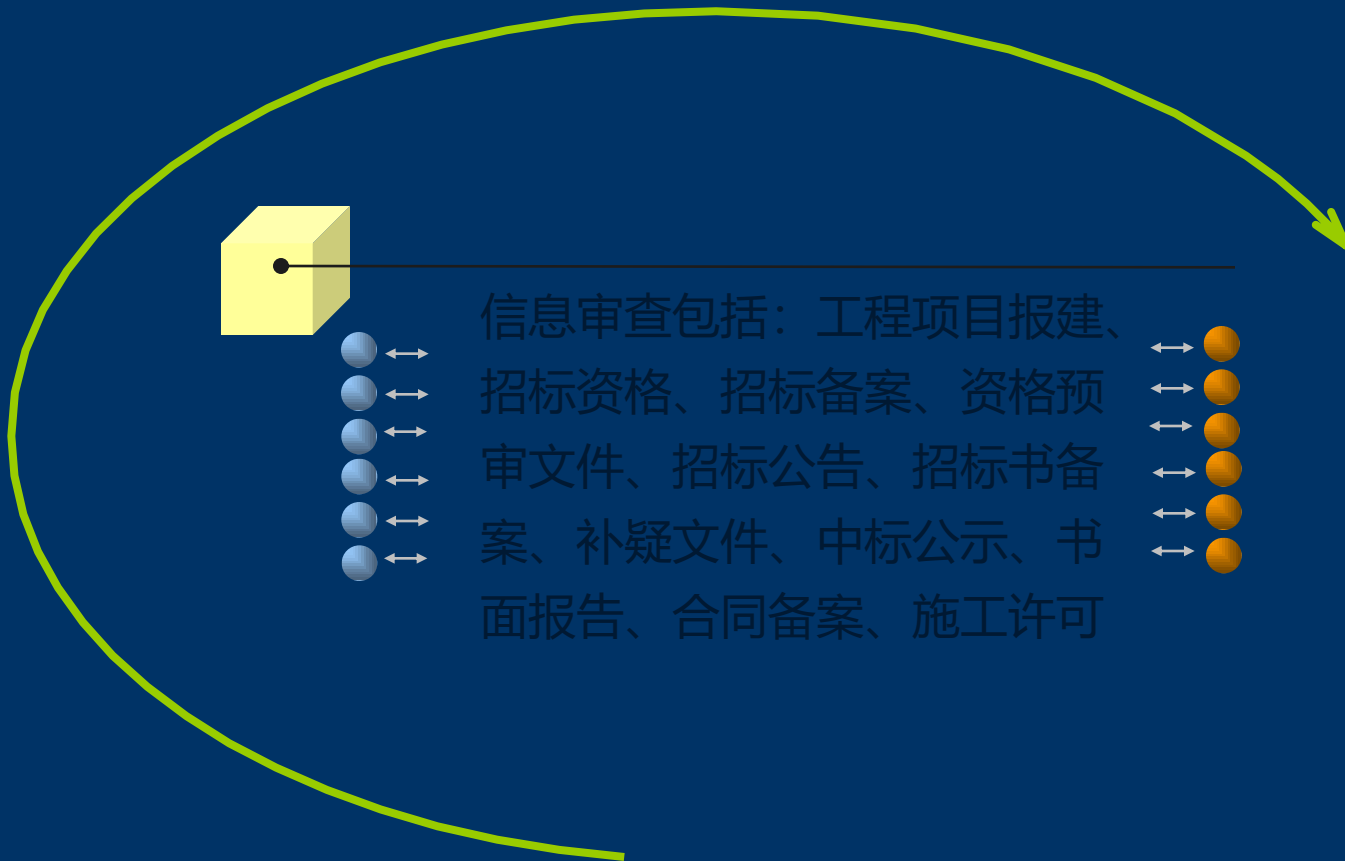 信息审查包括：工程项目报建、
招标资格、招标备案、资格预
审文件、招标公告、招标书备
案、补疑文件、中标公示、书
面报告、合同备案、施工许可